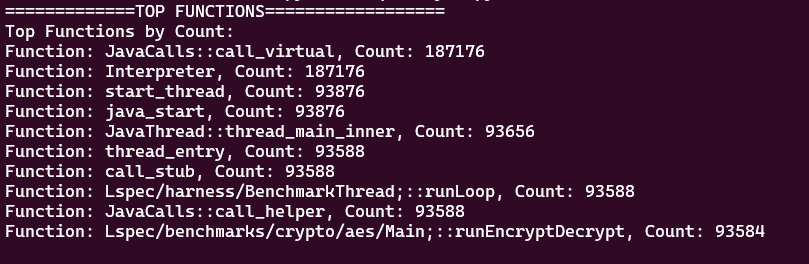 =============TOP FUNCTIONS==================
Top Functions by Count:
Function: JavaCalls::call_virtual, Count: 187176
Function: Interpreter, Count: 187176
Function: start_thread, Count: 93876
Function: java_start, Count: 93876
Function: JavaThread::thread_main_inner, Count: 93656
Function: thread_entry, Count: 93588
Function: call_stub, Count: 93588
Function: Lspec/harness/BenchmarkThread;::runLoop, Count: 93588
Function: JavaCalls::call_helper, Count: 93588
Function: Lspec/benchmarks/crypto/aes/Main;::runEncryptDecrypt, Count: 93584